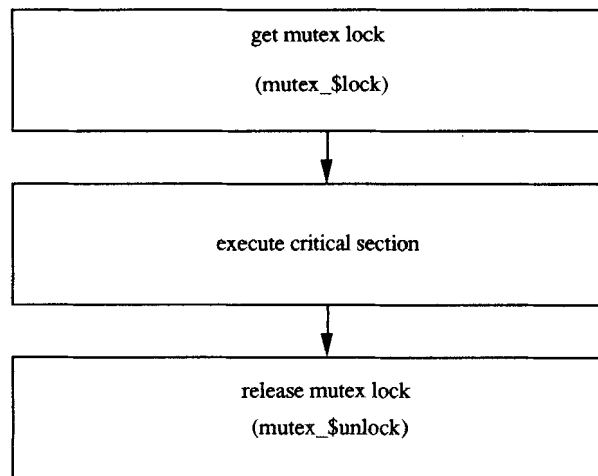 get mutex lock
(mutex_$lock)
execute critical section
release mutex lock
(mutex_$unlock)